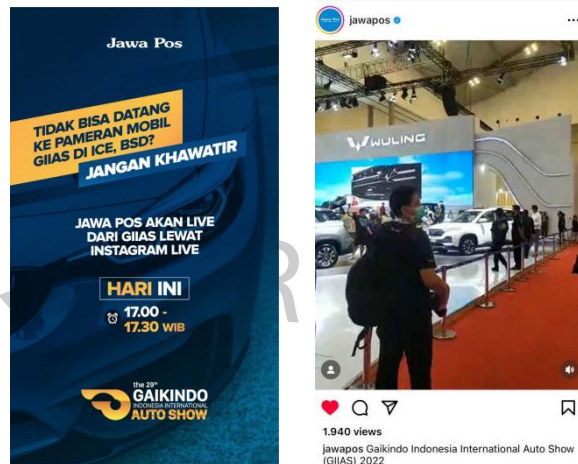 Jawa Pos
TIDAK BISA DATANG
KE PAMERAN MOBIL
GIIAS DI ICE, BSD?
JANGAN KHAWATIR
JAWA POS AKAN LIVE
DARI GIIAS LEWAT
INSTAGRAM LIVE
HARI INI
17.00 -
17.30 WIB
the 29th
GAIKINDO
INDONESIA INTERNATIONAL
AUTO SHOW
jawapos
WULING
1.940 views
jawapos Gaikindo Indonesia International Auto Show
(GIIAS) 2022